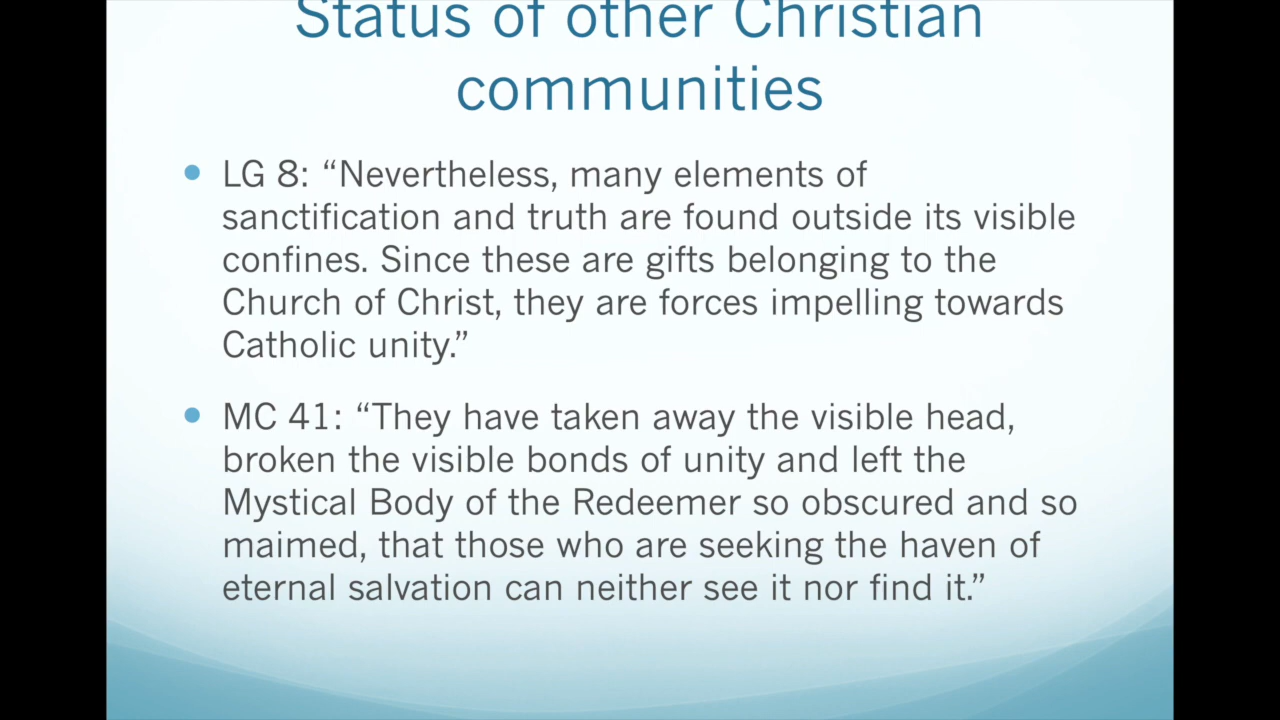 Status of other Christian
communities
• LG 8: “Nevertheless, many elements of
sanctification and truth are found outside its visible
confines. Since these are gifts belonging to the
Church of Christ, they are forces impelling towards
Catholic unity.”
• MC 41: “They have taken away the visible head,
broken the visible bonds of unity and left the
Mystical Body of the Redeemer so obscured and so
maimed, that those who are seeking the haven of
eternal salvation can neither see it nor find it.”